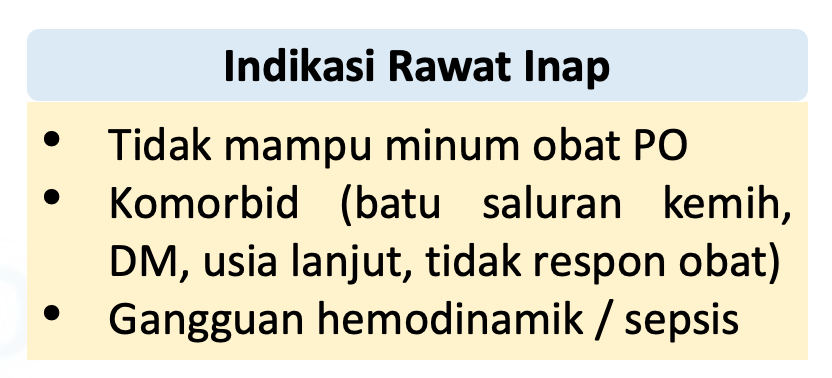 Indikasi Rawat Inap
• Tidak mampu minum obat PO
• Komorbid (batu saluran kemih,
DM, usia lanjut, tidak respon obat)
• Gangguan hemodinamik / sepsis